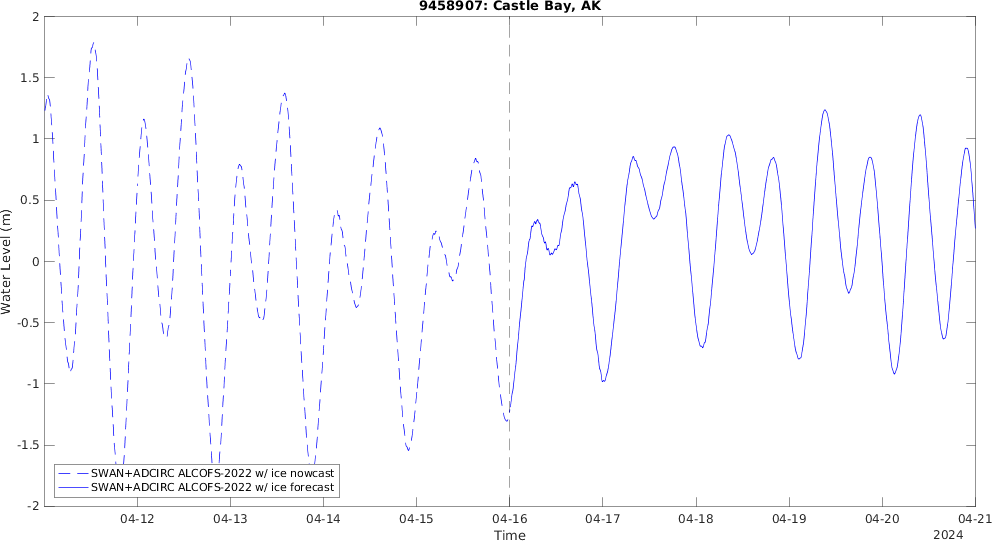 9458907: Castle Bay, AK
2
1.5
1
0.5
0
-0.5
-1
-1.5
-2
Water Level (m)
SWAN+ADCIRC ALCOFS-2022 w/ ice nowcast
SWAN+ADCIRC ALCOFS-2022 w/ ice forecast
04-12 04-13 04-14 04-15 04-16 04-17 04-18 04-19 04-20 04-21
Time
2024